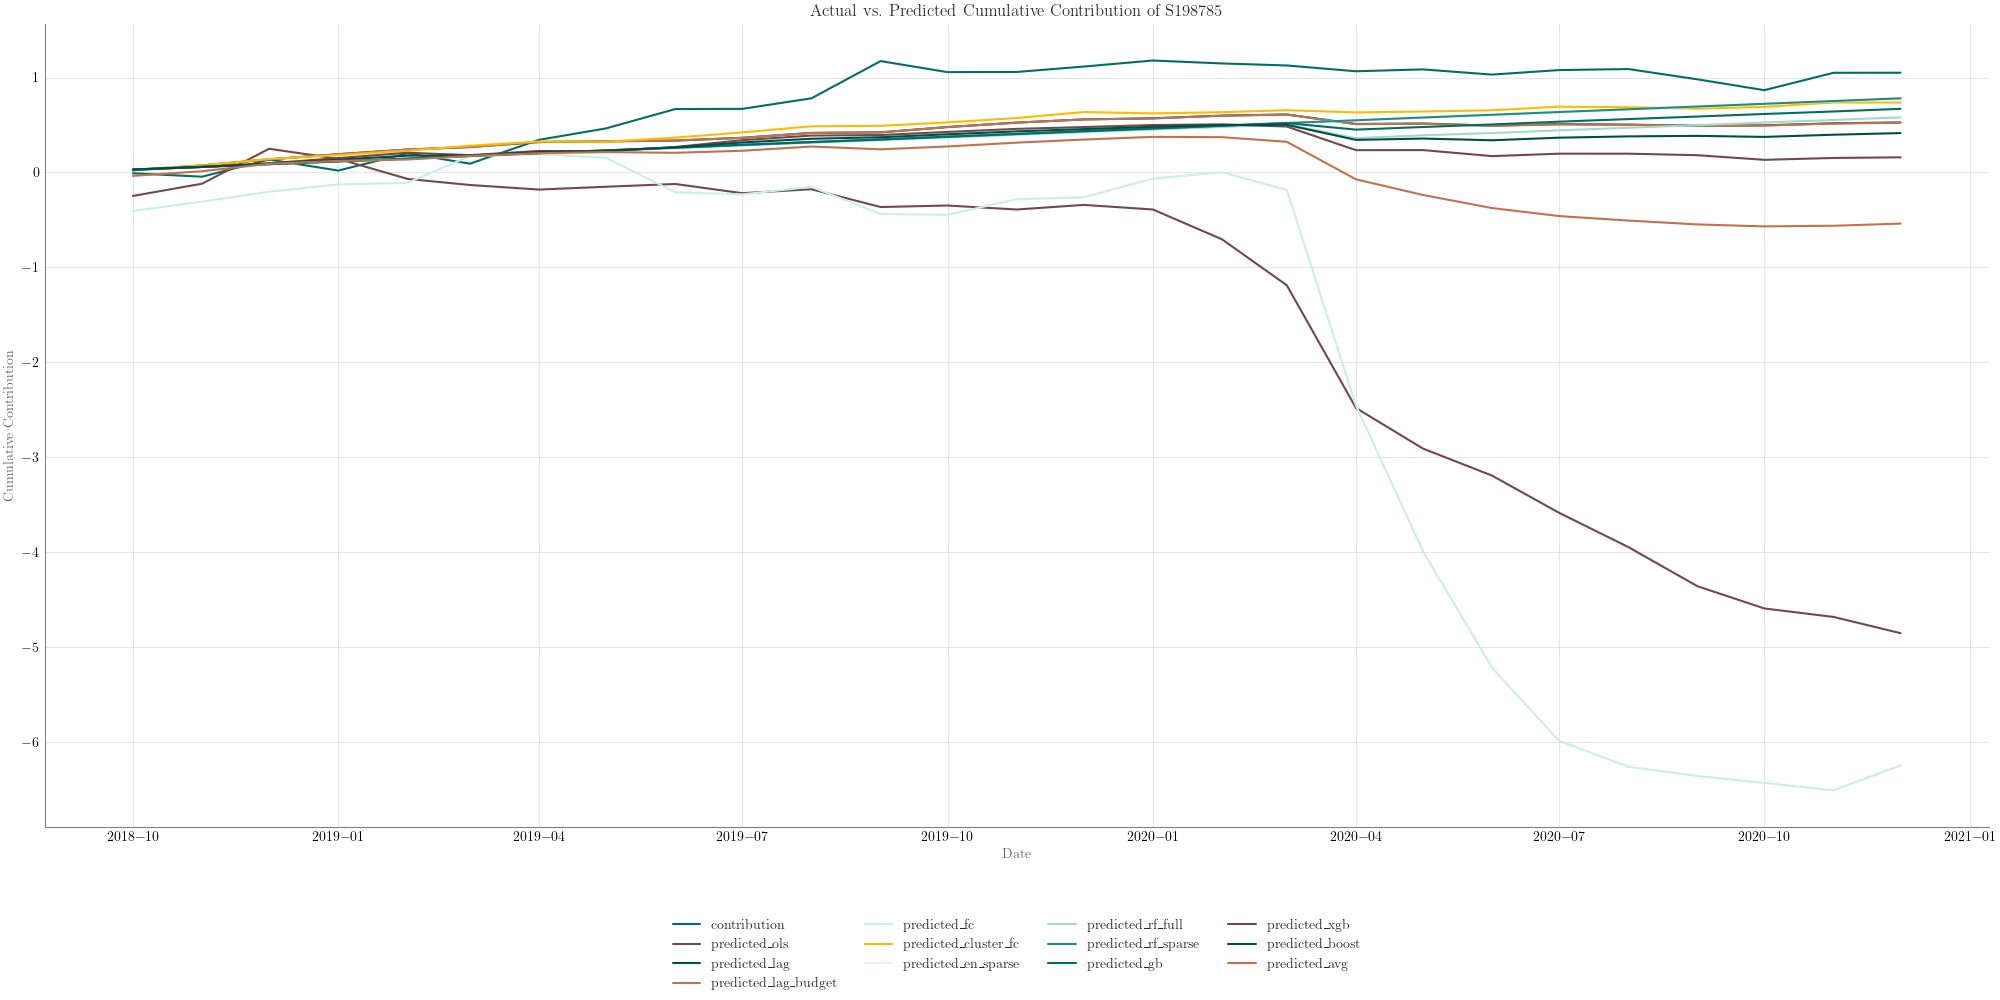 Actual vs. Predicted Cumulative Contribution of S198785
Cumulative Contribution
1
0
−1
−2
−3
−4
−5
−6
2018−10 2019−01 2019−04 2019−07 2019−10 2020−01 2020−04 2020−07 2020−10 2021−01
Date
contribution predicted_fc predicted_rf_full predicted_xgb
predicted_ols predicted_cluster_fc predicted_rf_sparse predicted_boost
predicted_lag predicted_en_sparse predicted_gb predicted_avg
predicted_lag_budget